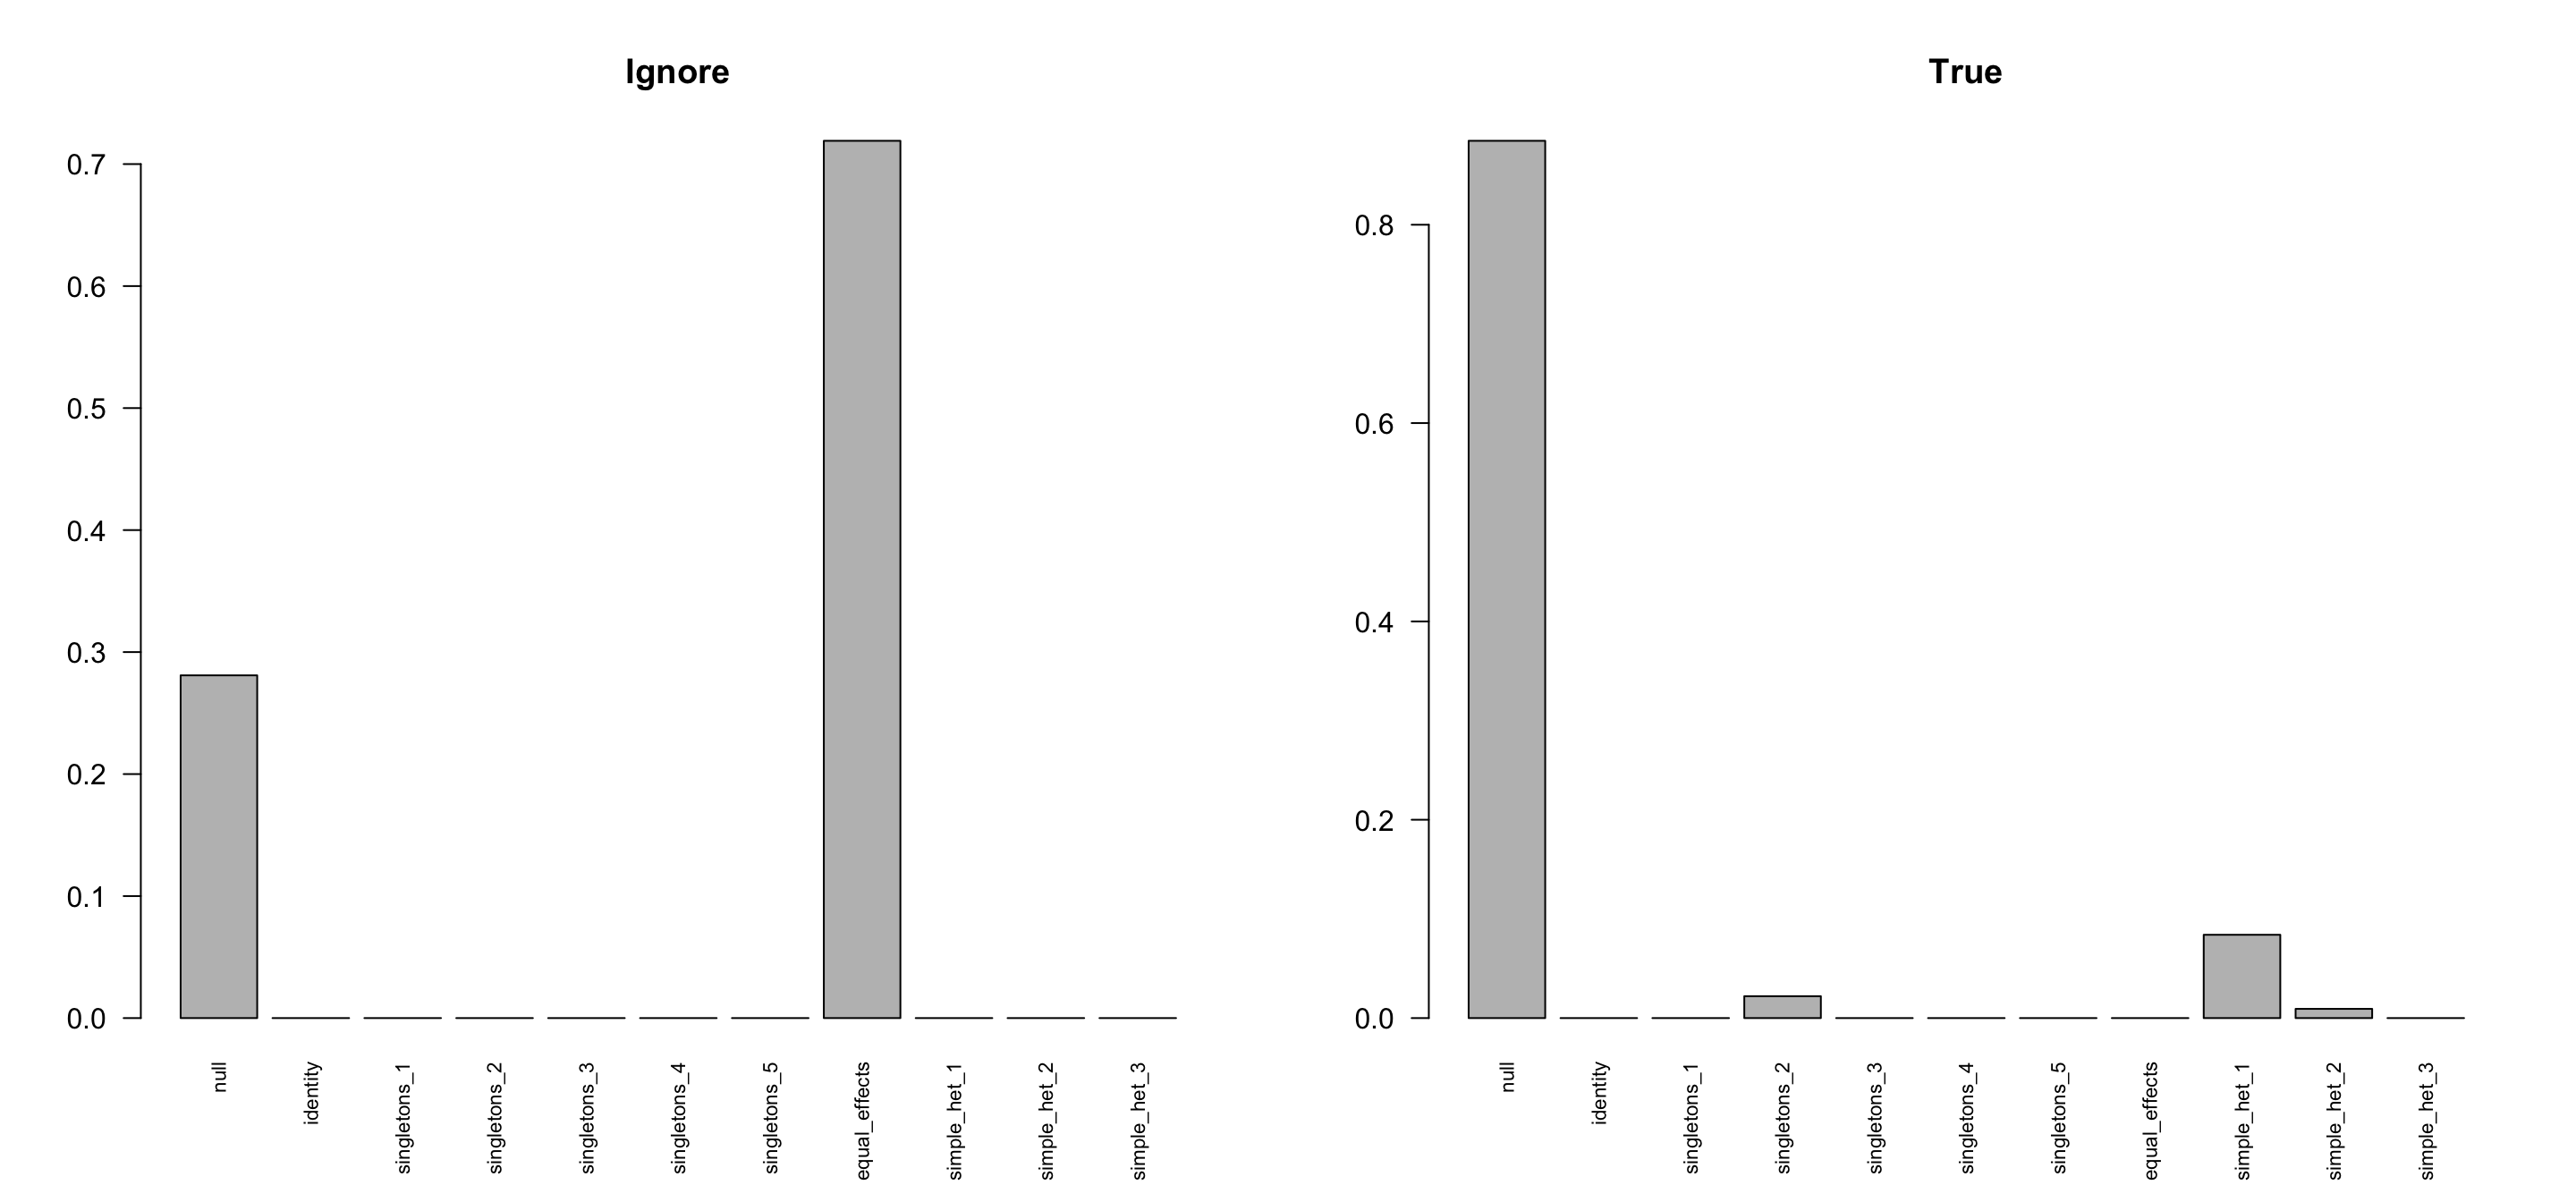 Ignore
0.7
0.6
0.5
0.4
0.3
0.2
0.1
0.0
null
identity
singletons_1
singletons_2
singletons_3
singletons_4
singletons_5
equal_effects
simple_het_1
simple_het_2
simple_het_3
True
0.8
0.6
0.4
0.2
0.0
null
identity
singletons_1
singletons_2
singletons_3
singletons_4
singletons_5
equal_effects
simple_het_1
simple_het_2
simple_het_3